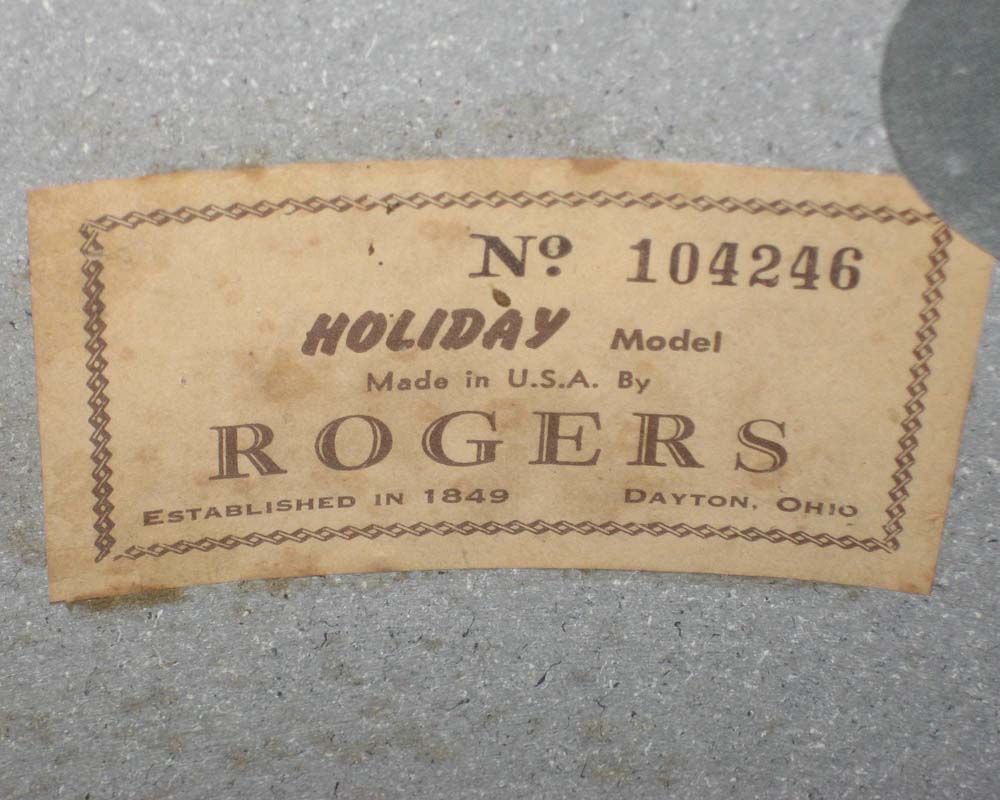 Nº 104246
HOLIDAY Model
Made in U.S.A. By
ROGERS
ESTABLISHED IN 1849 DAYTON, OHIO